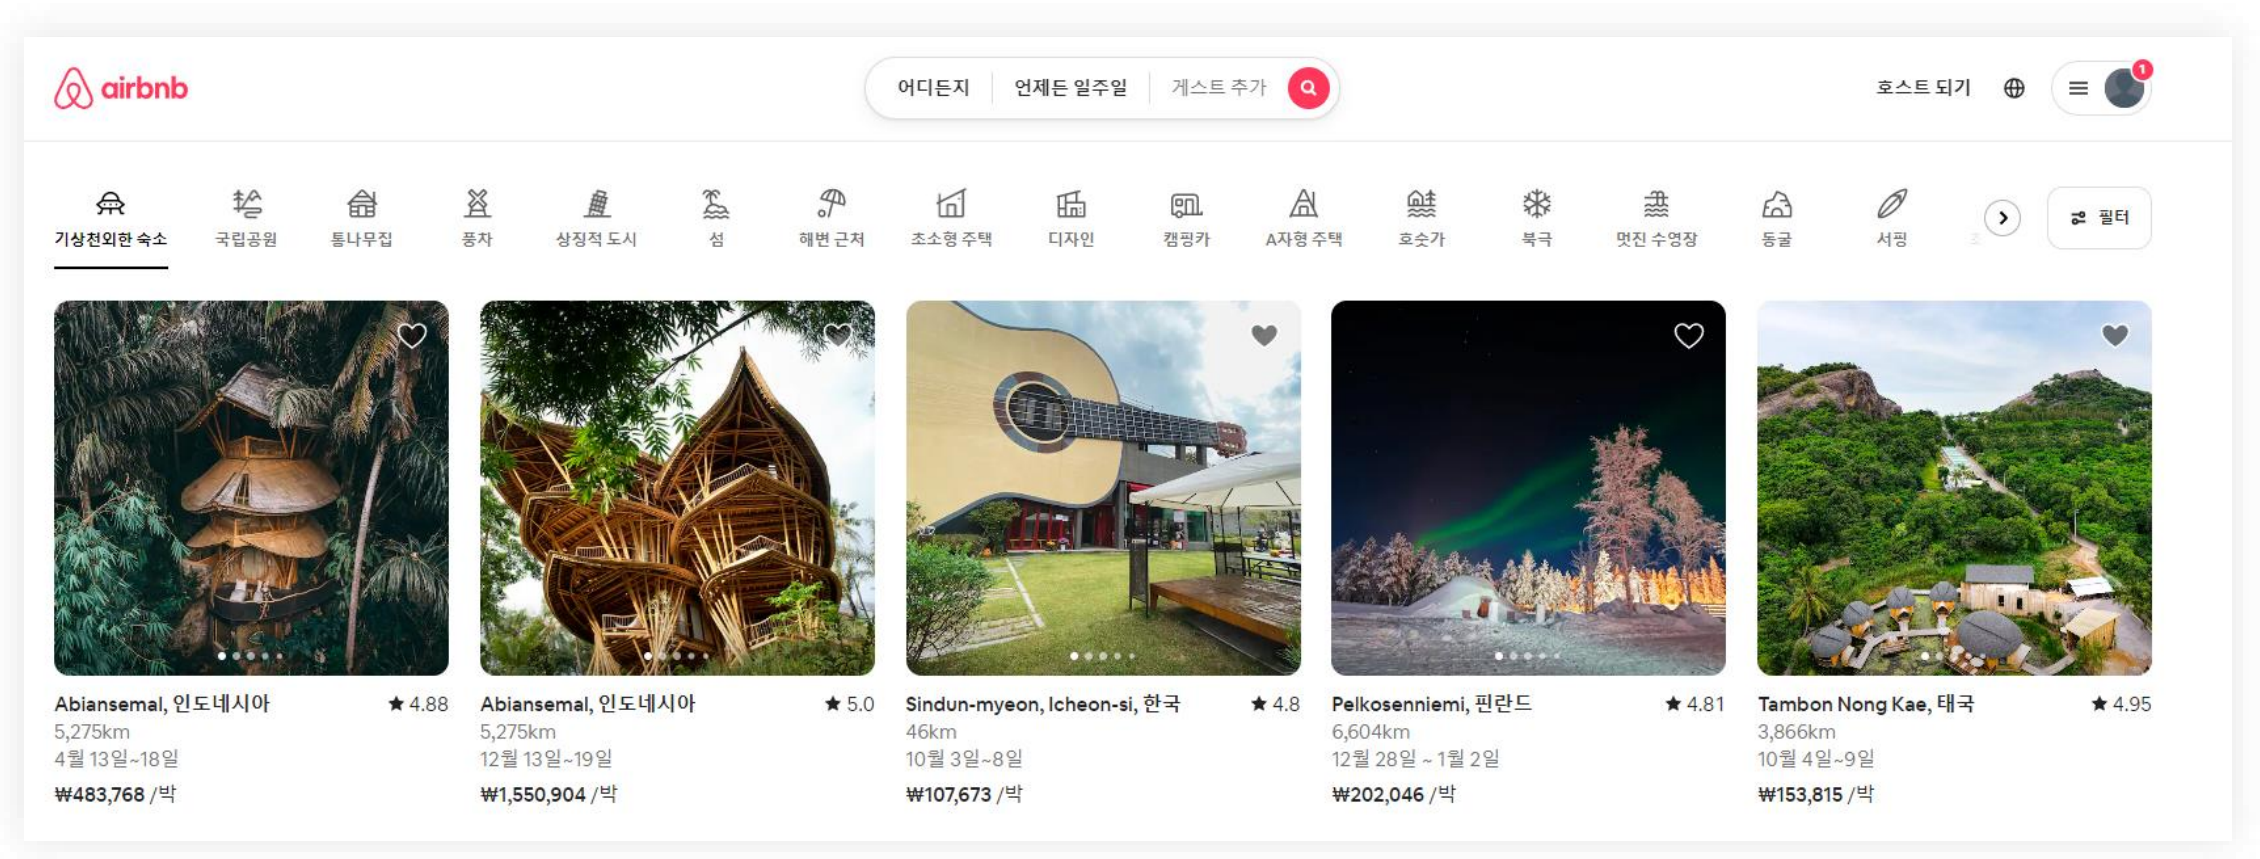 airbnb
어디든지 언제든 일주일 게스트 추가
호스트 되기
1
기상천외한 숙소 국립공원 통나무집 풍차 상징적 도시 섬 해변 근처 초소형 주택 디자인 캠핑카 A자형 주택 호숫가 북극 멋진 수영장 동굴 서핑
필터
Abiansemal, 인도네시아 ★ 4.88
5,275km
4월 13일~18일
₩483,768 /박
Abiansemal, 인도네시아 ★ 5.0
5,275km
12월 13일~19일
₩1,550,904 /박
Sindun-myeon, Icheon-si, 한국 ★ 4.8
46km
10월 3일~8일
₩107,673 /박
Pelkosenniemi, 핀란드 ★ 4.81
6,604km
12월 28일 ~ 1월 2일
₩202,046 /박
Tambon Nong Kae, 태국 ★ 4.95
3,866km
10월 4일~9일
₩153,815 /박